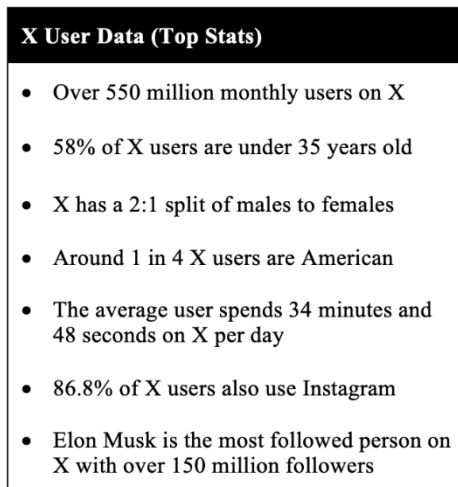 X User Data (Top Stats)
• Over 550 million monthly users on X
• 58% of X users are under 35 years old
• X has a 2:1 split of males to females
• Around 1 in 4 X users are American
• The average user spends 34 minutes and
48 seconds on X per day
• 86.8% of X users also use Instagram
• Elon Musk is the most followed person on
X with over 150 million followers